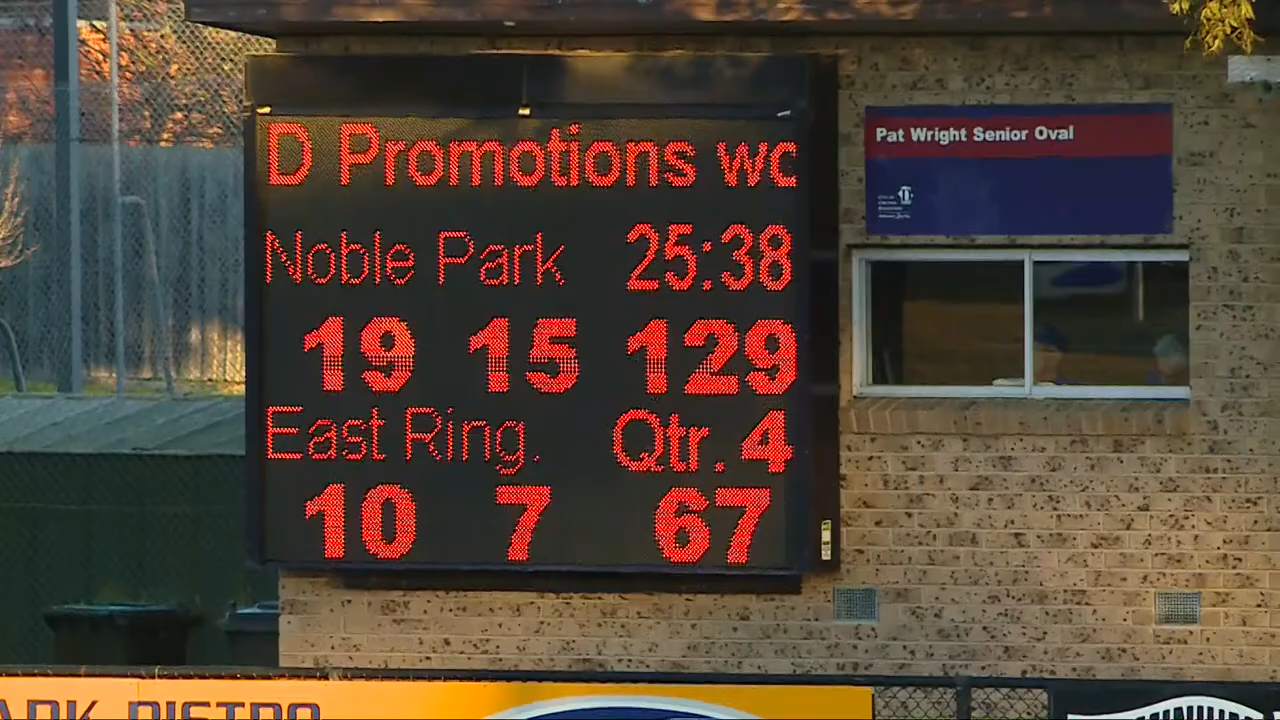 D Promotions wc
Noble Park 25:38
19 15 129
East Ring. Qtr. 4
10 7 67
Pat Wright Senior Oval